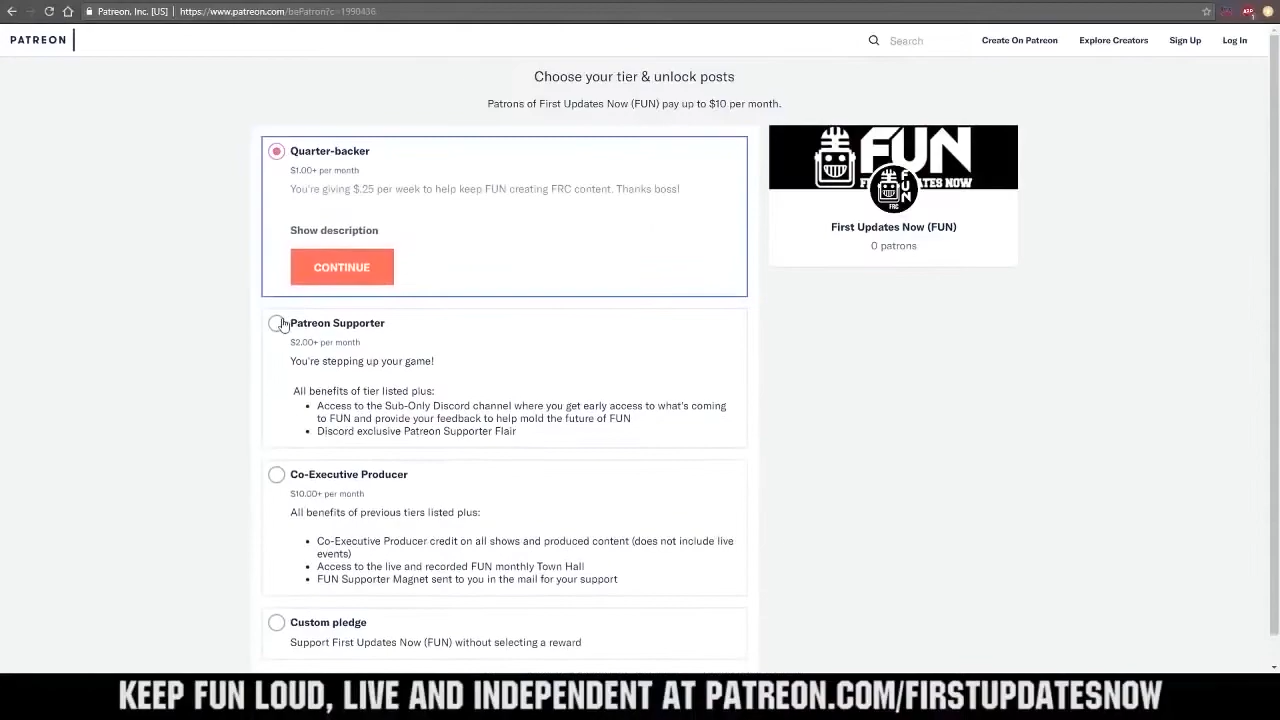 Patreon, Inc. [US] | https://www.patreon.com/bePatron?c=1990436
PATREON
Search
Create On Patreon
Explore Creators
Sign Up
Log In
Choose your tier & unlock posts
Patrons of First Updates Now (FUN) pay up to $10 per month.
Quarter-backer
$1.00+ per month
You're giving $.25 per week to help keep FUN creating FRC content. Thanks boss!
Show description
CONTINUE
Patreon Supporter
$2.00+ per month
You're stepping up your game!
All benefits of tier listed plus:
• Access to the Sub-Only Discord channel where you get early access to what's coming
to FUN and provide your feedback to help mold the future of FUN
• Discord exclusive Patreon Supporter Flair
Co-Executive Producer
$10.00+ per month
All benefits of previous tiers listed plus:
• Co-Executive Producer credit on all shows and produced content (does not include live
events)
• Access to the live and recorded FUN monthly Town Hall
• FUN Supporter Magnet sent to you in the mail for your support
Custom pledge
Support First Updates Now (FUN) without selecting a reward
FUN
FUN
FRC
First Updates Now (FUN)
0 patrons
KEEP FUN LOUD, LIVE AND INDEPENDENT AT PATREON.COM/FIRSTUPDATESNOW